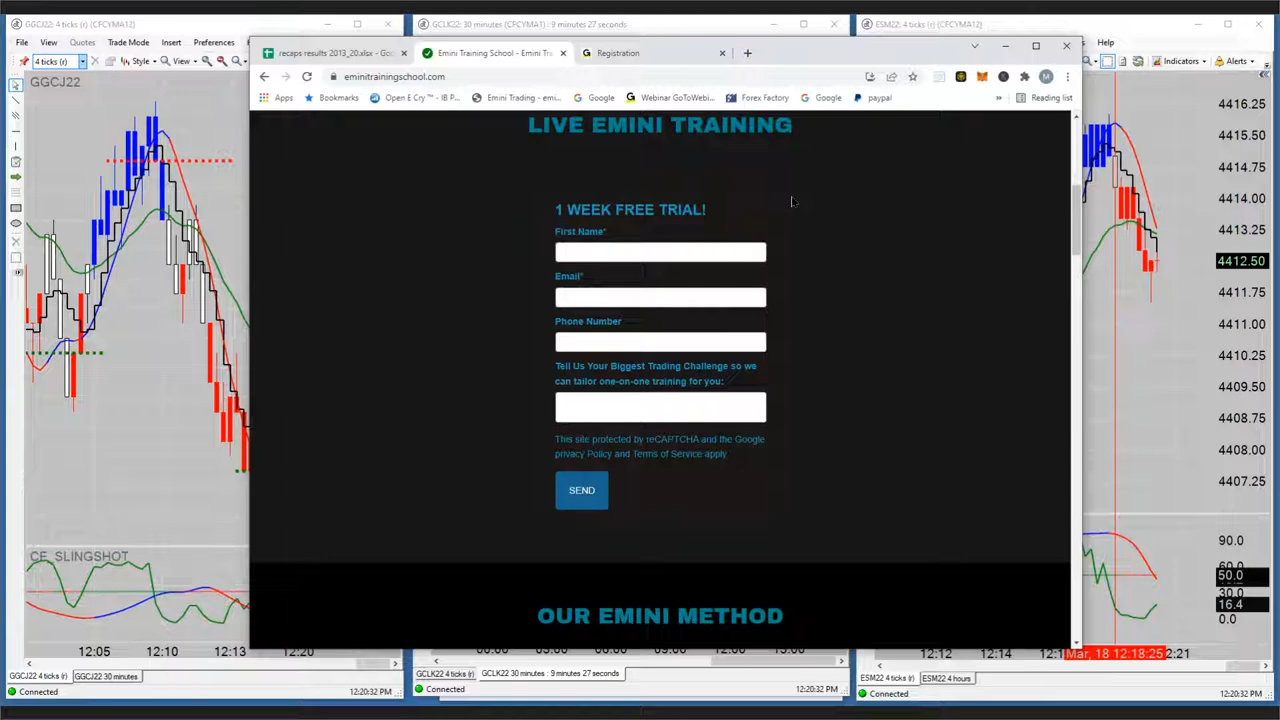 GGCJ22: 4 ticks (r) (CFCYMA12)
File View Quotes Trade Mode Insert Preferences
4 ticks (r) Style View
GGCJ22
CF_SLINGSHOT
12:05 12:10 12:13 12:20
GGCJ22 4 ticks (r) GGCJ22 30 minutes
Connected 12:20:32 PM
GCLK22: 30 minutes (CFCYMA1) : 9 minutes 27 seconds
recaps results 2013_20.xlsx - Go
Emini Training School - Emini Tra
Registration
eminitrainingschool.com
Apps Bookmarks Open E Cry ™ - IB P... Emini Trading - emi... Google Webinar GoToWebi... Forex Factory Google paypal » Reading list
LIVE EMINI TRAINING
1 WEEK FREE TRIAL!
First Name*
Email*
Phone Number
Tell Us Your Biggest Trading Challenge so we
can tailor one-on-one training for you:
This site protected by reCAPTCHA and the Google
privacy Policy and Terms of Service apply
SEND
OUR EMINI METHOD
GCLK22 4 ticks (r) GCLK22 30 minutes : 9 minutes 27 seconds
Connected 12:20:32 PM
ESM22: 4 ticks (r) (CFCYMA12)
Help
Indicators Alerts
4416.25
4415.50
4414.75
4414.00
4413.25
4412.50
4411.75
4411.00
4410.25
4409.50
4408.75
4408.00
4407.25
90.0
50.0
30.0
16.4
0.0
12:12 12:14 Mar, 18 12:18:25 2:21
ESM22 4 ticks (r) ESM22 4 hours
Connected 12:20:32 PM